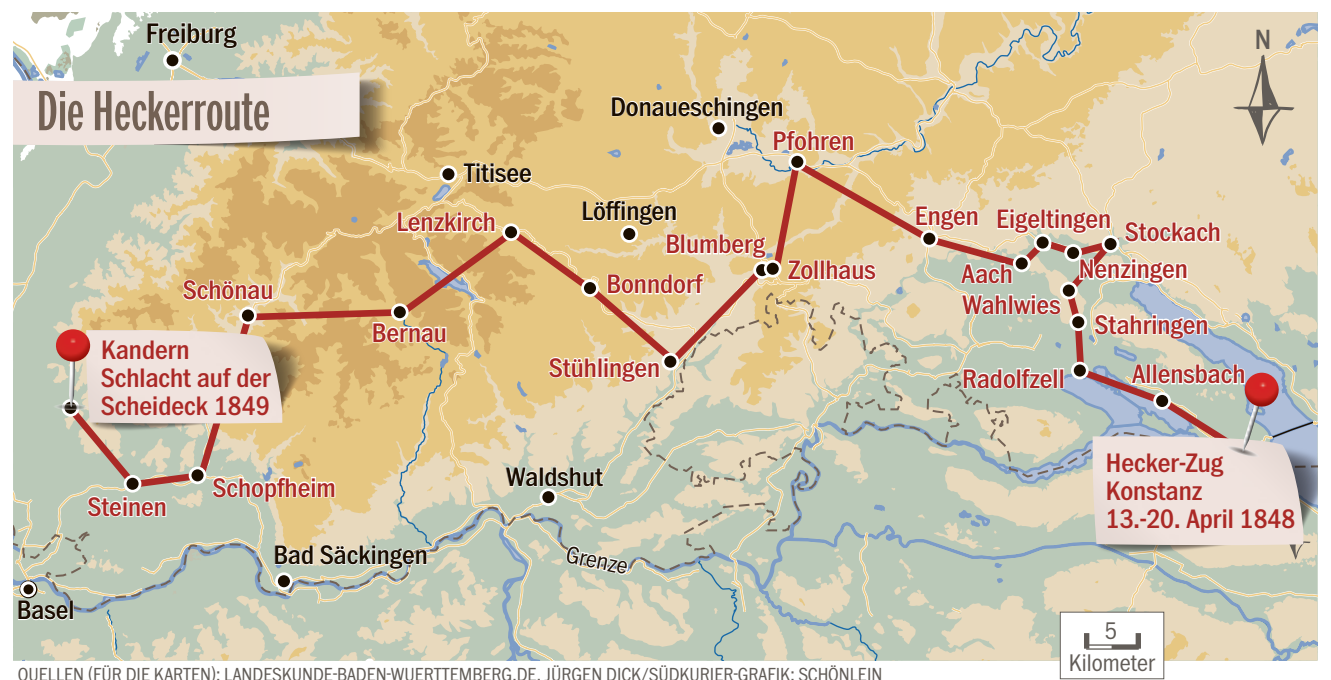 Freiburg
N
Die Heckerroute
Donaueschingen
Pfohren
Titisee
Löffingen
Lenzkirch
Engen
Eigeltingen
Stockach
Blumberg
Zollhaus
Aach
Nenzingen
Bonndorf
Schönau
Wahlwies
Bernau
Stahringen
Kandern
Schlacht auf der
Scheideck 1849
Stühlingen
Radolfzell
Allensbach
Hecker-Zug
Konstanz
13.-20. April 1848
Waldshut
Schopfheim
Steinen
Bad Säckingen
Grenze
Basel
5
Kilometer
QUELLEN (FÜR DIE KARTEN): LANDESKUNDE-BADEN-WUERTTEMBERG.DE, JÜRGEN DICK/SÜDKURIER-GRAFIK: SCHÖNLEIN